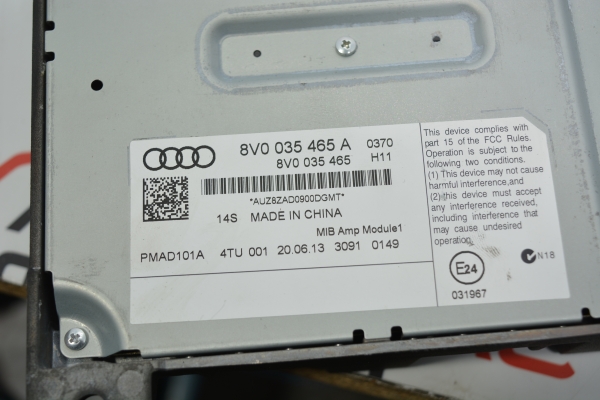 8V0 035 465 A 0370
8V0 035 465 H11
*AUZ8ZAD0900DGMT*
14S MADE IN CHINA
MIB Amp Module1
PMAD101A 4TU 001 20.06.13 3091 0149
This device complies with
part 15 of the FCC Rules.
Operation is subject to the
following two conditions.
(1) This device may not cause
harmful interference,and
(2) this device must accept
any interference received,
including interference that
may cause undesired
operation.
E24
N18
031967